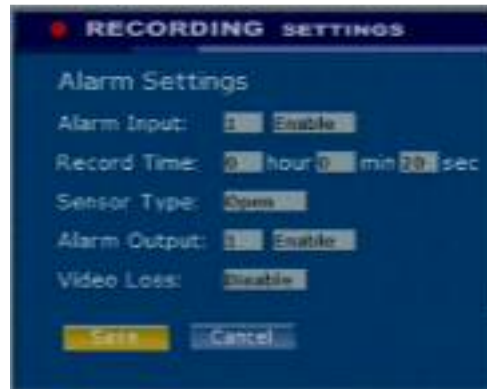 RECORDING SETTINGS
Alarm Settings
Alarm Input: 1 Enable
Record Time: 0 hour 0 min 20 sec
Sensor Type: Open
Alarm Output: 1 Enable
Video Loss: Disable
Save Cancel